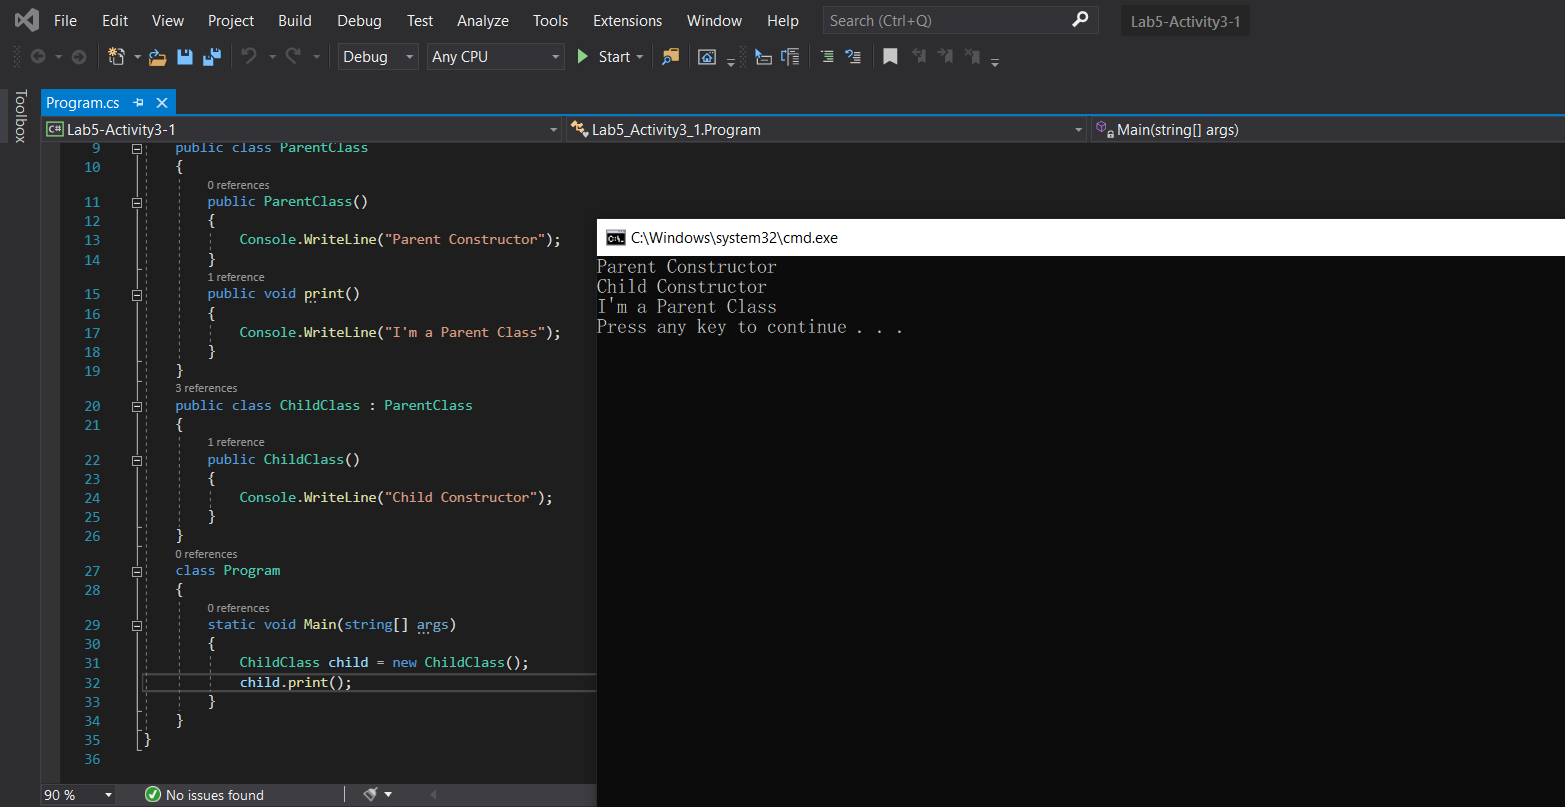 File Edit View Project Build Debug Test Analyze Tools Extensions Window Help Search (Ctrl+Q) Lab5-Activity3-1
Debug Any CPU Start
Toolbox
Program.cs
C# Lab5-Activity3-1 Lab5_Activity3_1.Program Main(string[] args)
9 public class ParentClass
10 {
0 references
11 public ParentClass()
12 {
13 Console.WriteLine("Parent Constructor");
14 }
1 reference
15 public void print()
16 {
17 Console.WriteLine("I'm a Parent Class");
18 }
19 }
3 references
20 public class ChildClass : ParentClass
21 {
1 reference
22 public ChildClass()
23 {
24 Console.WriteLine("Child Constructor");
25 }
26 }
0 references
27 class Program
28 {
0 references
29 static void Main(string[] args)
30 {
31 ChildClass child = new ChildClass();
32 child.print();
33 }
34 }
35 }
36
90 % No issues found
C:\Windows\system32\cmd.exe
Parent Constructor
Child Constructor
I'm a Parent Class
Press any key to continue . . .